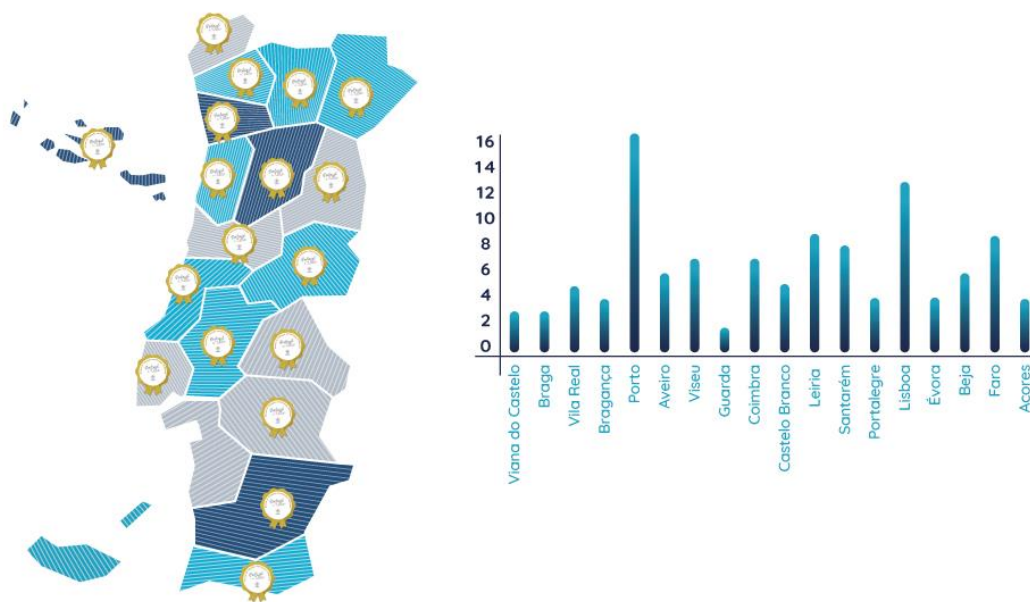 16
14
12
10
8
6
4
2
0
Viana do Castelo
Braga
Vila Real
Bragança
Porto
Aveiro
Viseu
Guarda
Coimbra
Castelo Branco
Leiria
Santarém
Portalegre
Lisboa
Évora
Beja
Faro
Açores